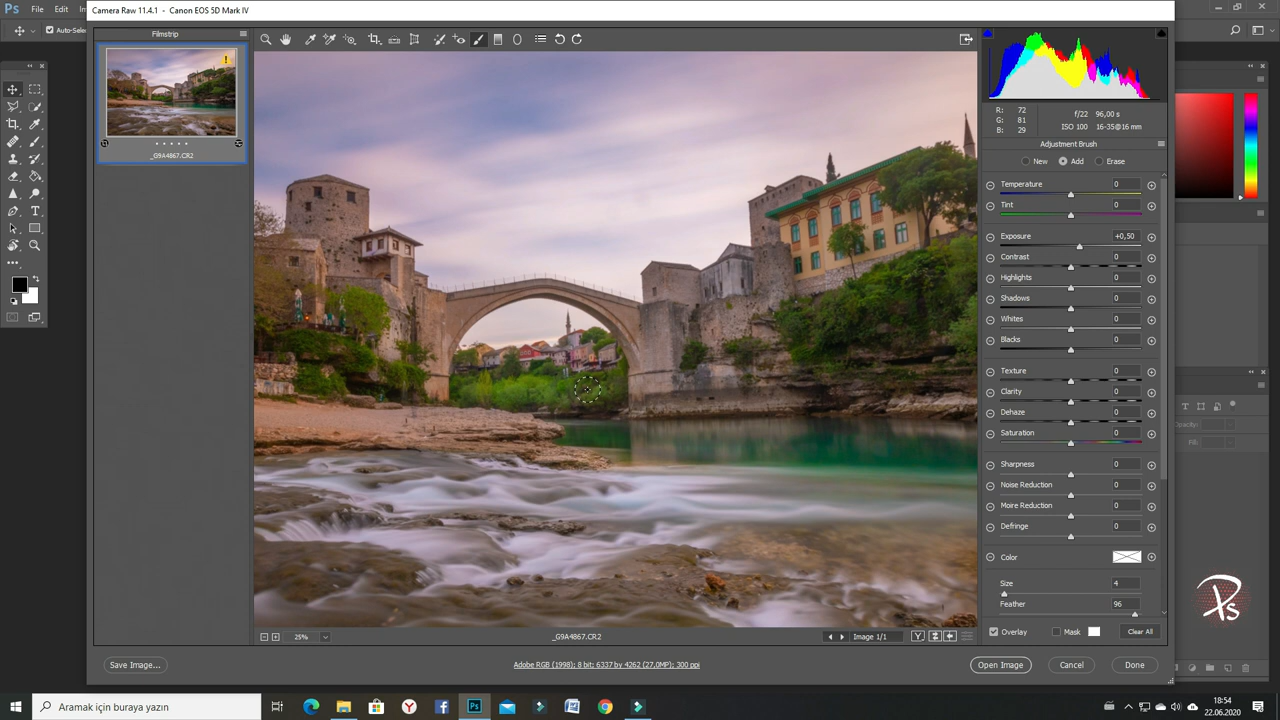 Camera Raw 11.4.1 - Canon EOS 5D Mark IV
Ps File Edit
Auto-Selec
Filmstrip
_G9A4867.CR2
R: 72
G: 81
B: 29
f/22 96,00 s
ISO 100 16-35@16 mm
Adjustment Brush
New Add Erase
Temperature 0
Tint 0
Exposure +0,50
Contrast 0
Highlights 0
Shadows 0
Whites 0
Blacks 0
Texture 0
Clarity 0
Dehaze 0
Saturation 0
Sharpness 0
Noise Reduction 0
Moire Reduction 0
Defringe 0
Color
Size 4
Feather 96
Overlay Mask Clear All
25% _G9A4867.CR2 Image 1/1 Y
Save Image... Adobe RGB (1998); 8 bit; 6337 by 4262 (27,0MP); 300 ppi Open Image Cancel Done
Opacity:
Fill:
Ps
Aramak için buraya yazın
18:54
22.06.2020